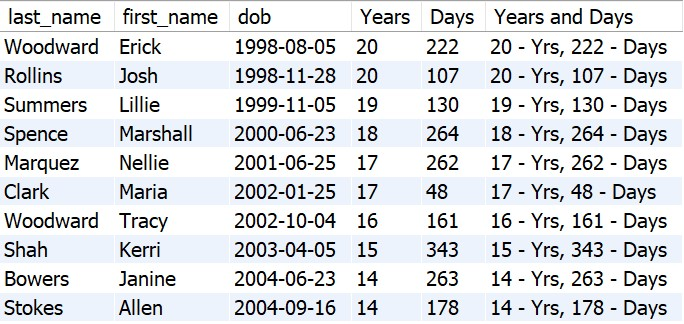 last_name first_name dob Years Days Years and Days
Woodward Erick 1998-08-05 20 222 20 - Yrs, 222 - Days
Rollins Josh 1998-11-28 20 107 20 - Yrs, 107 - Days
Summers Lillie 1999-11-05 19 130 19 - Yrs, 130 - Days
Spence Marshall 2000-06-23 18 264 18 - Yrs, 264 - Days
Marquez Nellie 2001-06-25 17 262 17 - Yrs, 262 - Days
Clark Maria 2002-01-25 17 48 17 - Yrs, 48 - Days
Woodward Tracy 2002-10-04 16 161 16 - Yrs, 161 - Days
Shah Kerri 2003-04-05 15 343 15 - Yrs, 343 - Days
Bowers Janine 2004-06-23 14 263 14 - Yrs, 263 - Days
Stokes Allen 2004-09-16 14 178 14 - Yrs, 178 - Days